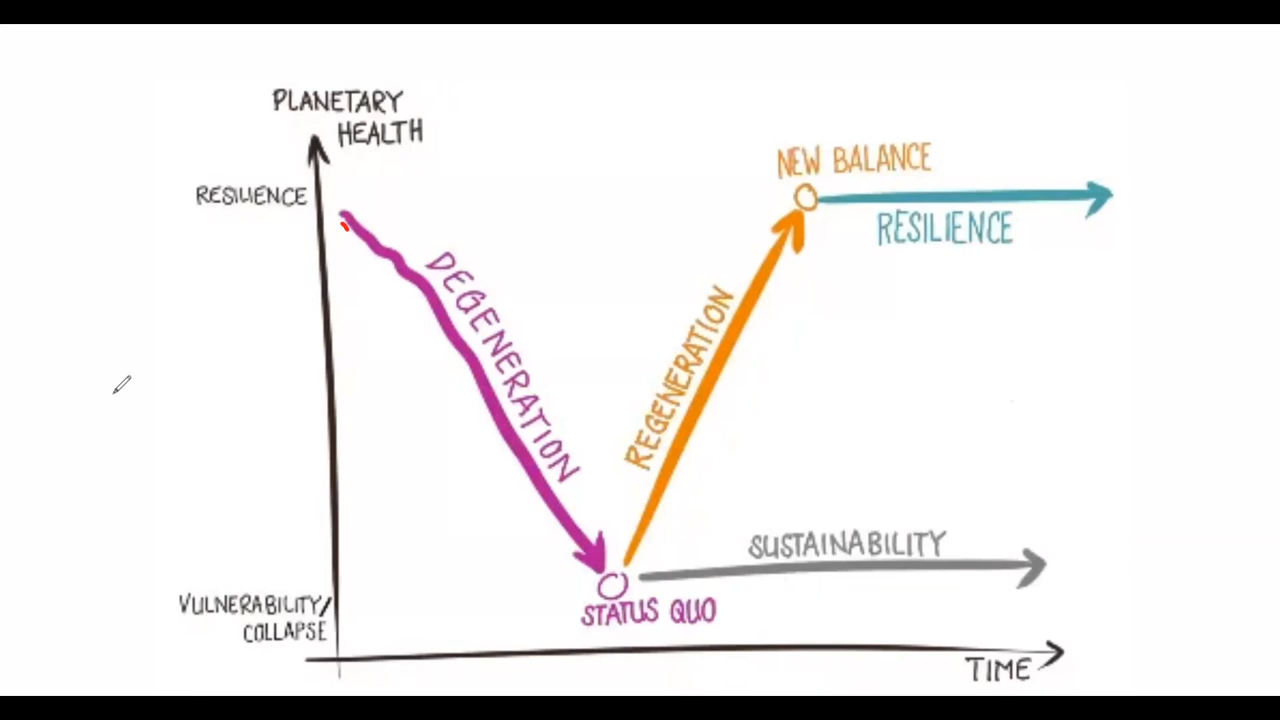 PLANETARY
HEALTH
RESILIENCE
NEW BALANCE
RESILIENCE
DEGENERATION
REGENERATION
SUSTAINABILITY
VULNERABILITY/
COLLAPSE
STATUS QUO
TIME